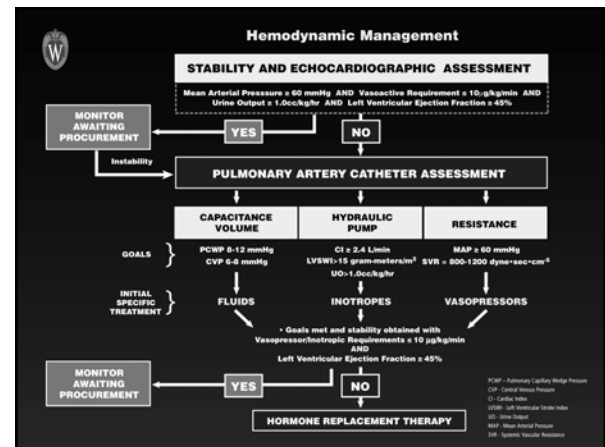 Hemodynamic Management
W
STABILITY AND ECHOCARDIOGRAPHIC ASSESSMENT
Mean Arterial Presssure ≥ 60 mmHg AND Vasoactive Requirement ≤ 10μg/kg/min AND
Urine Output ≥ 1.0cc/kg/hr AND Left Ventricular Ejection Fraction ≥ 45%
MONITOR
AWAITING
PROCUREMENT
YES
NO
Instability
PULMONARY ARTERY CATHETER ASSESSMENT
CAPACITANCE
VOLUME
HYDRAULIC
PUMP
RESISTANCE
GOALS
PCWP 8-12 mmHg
CVP 6-8 mmHg
CI ≥ 2.4 L/min
LVSWI>15 gram-meters/m²
UO>1.0cc/kg/hr
MAP ≥ 60 mmHg
SVR = 800-1200 dyne•sec•cm⁻⁵
INITIAL
SPECIFIC
TREATMENT
FLUIDS
INOTROPES
VASOPRESSORS
• Goals met and stability obtained with
Vasopressor/Inotropic Requirements ≤ 10 μg/kg/min
AND
Left Ventricular Ejection Fraction ≥ 45%
MONITOR
AWAITING
PROCUREMENT
YES
NO
HORMONE REPLACEMENT THERAPY
PCWP – Pulmonary Capillary Wedge Pressure
CVP - Central Venous Pressure
CI - Cardiac Index
LVSWI - Left Ventricular Stroke Index
UO - Urine Output
MAP - Mean Arterial Pressure
SVR - Systemic Vascular Resistance